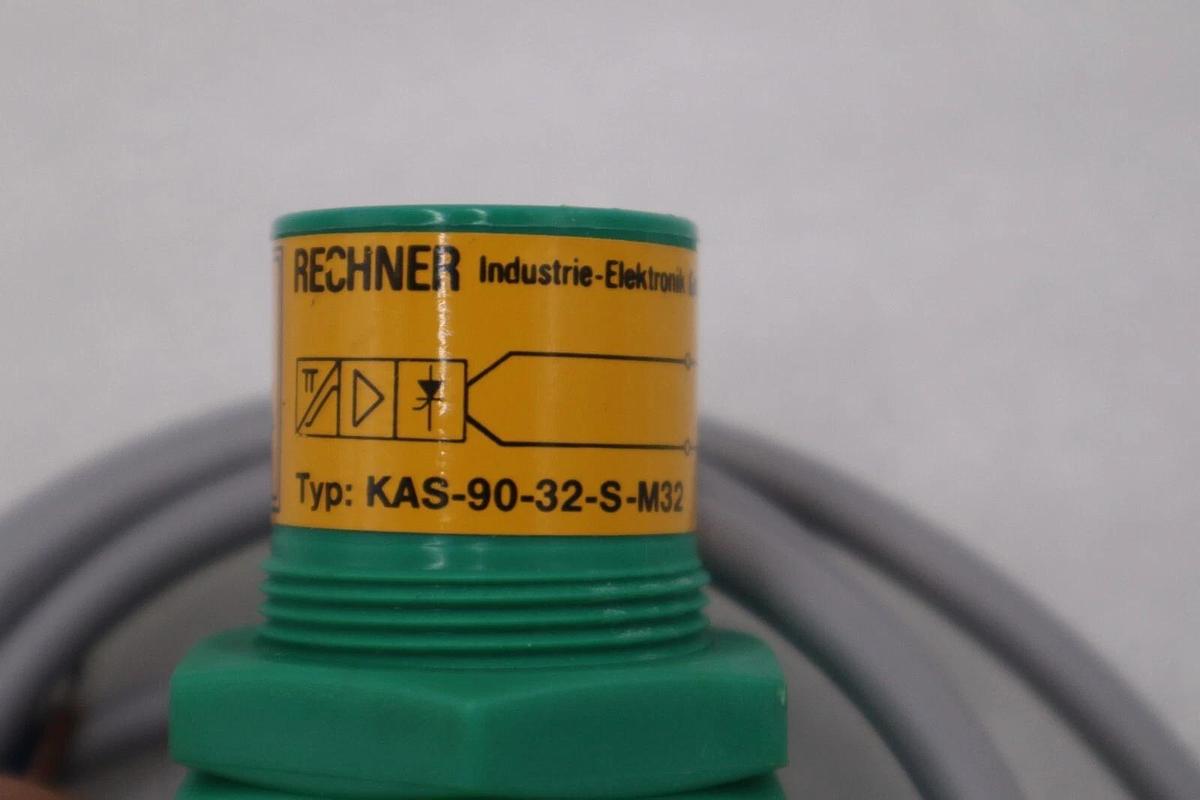 RECHNER Industrie-Elektronik
Typ: KAS-90-32-S-M32